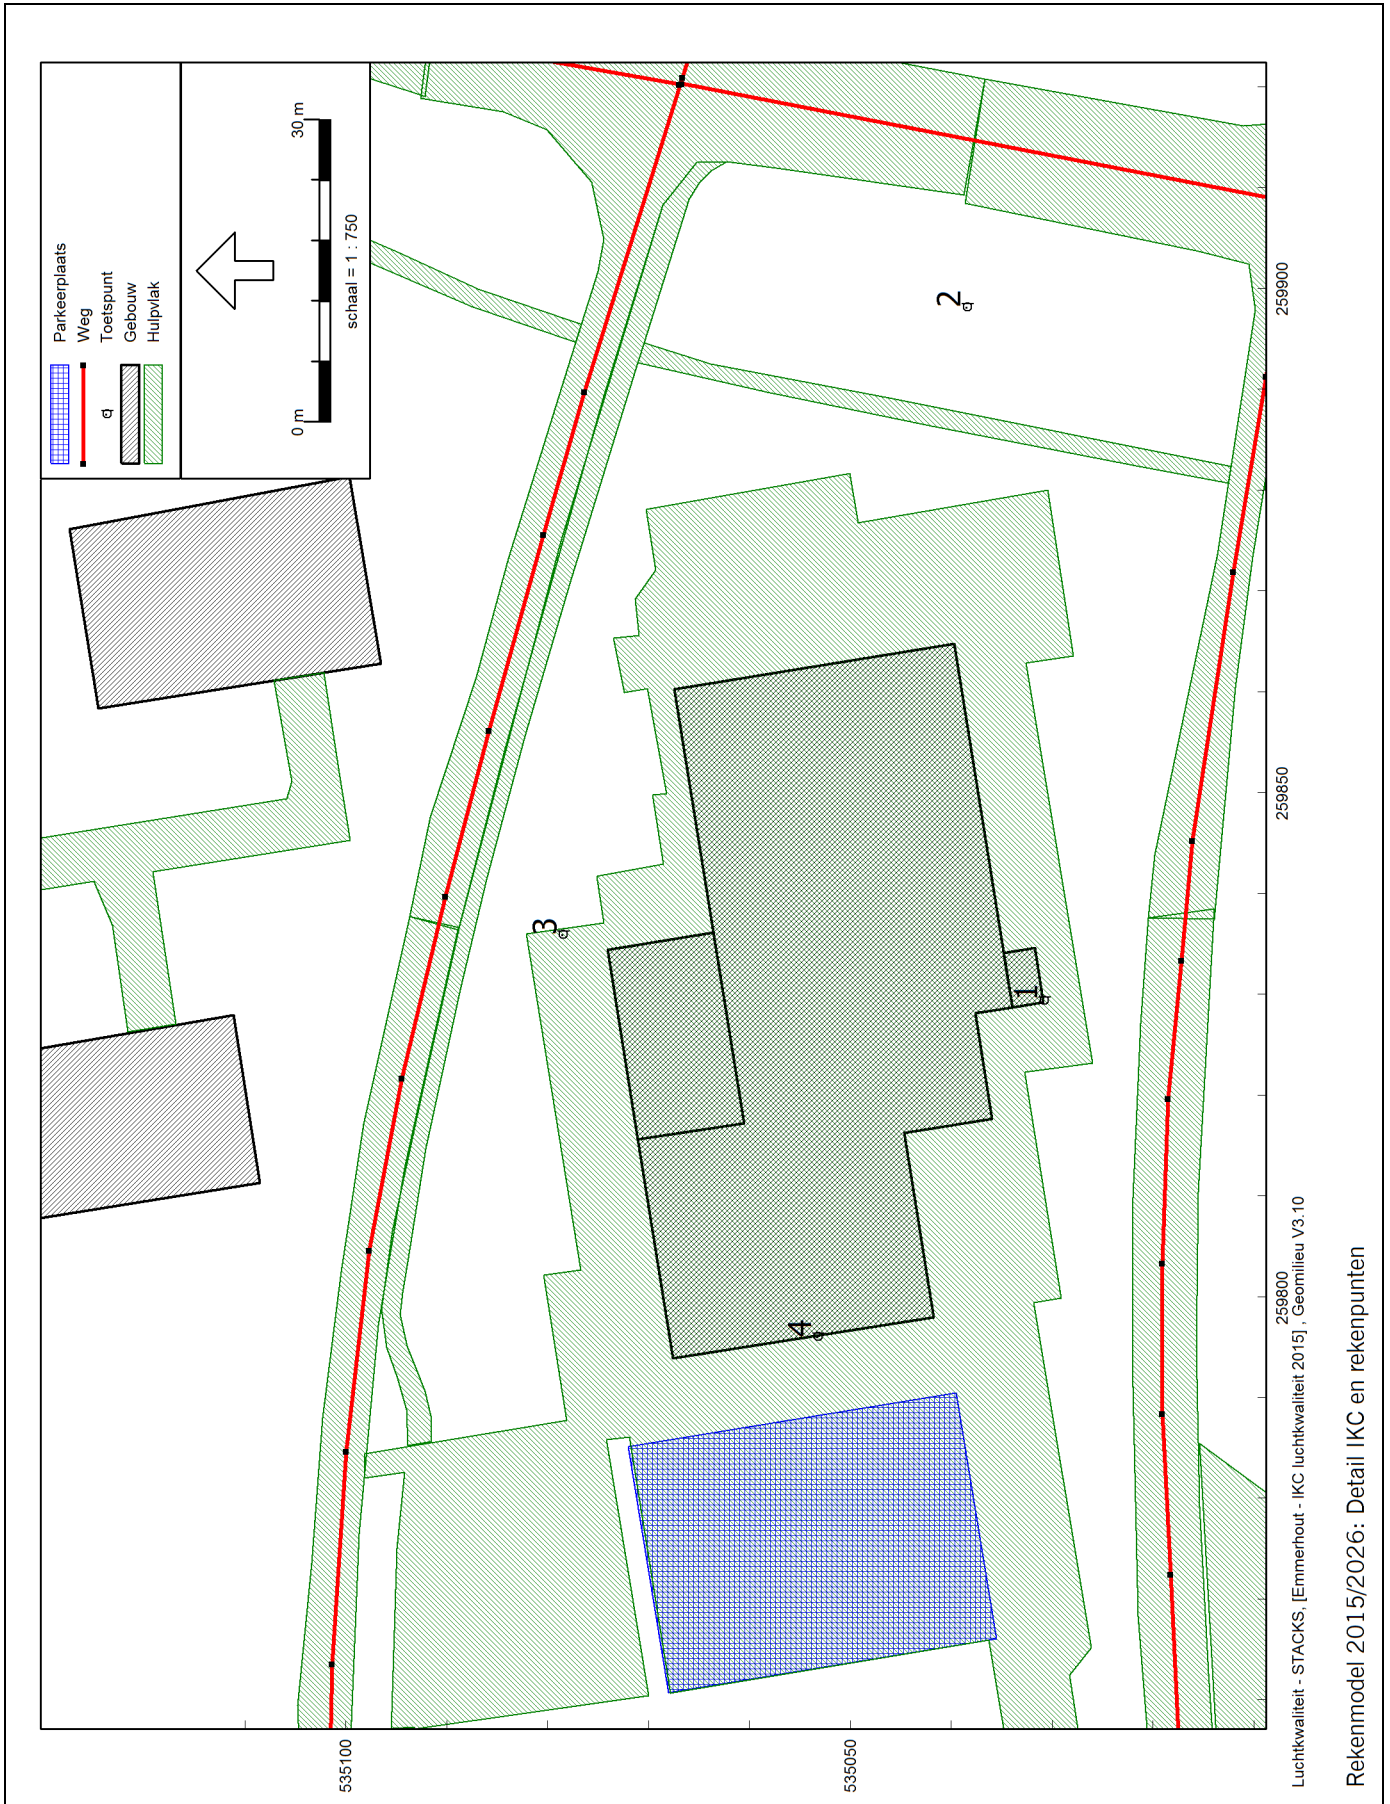 Parkeerplaats
Weg
Toetspunt
Gebouw
Hulpvlak
0 m
30 m
schaal = 1 : 750
2
3
1
4
535100
535050
259800
259850
259900
Luchtkwaliteit - STACKS, [Emmerhout - IKC luchtkwaliteit 2015] , Geomilieu V3.10
Rekenmodel 2015/2026: Detail IKC en rekenpunten